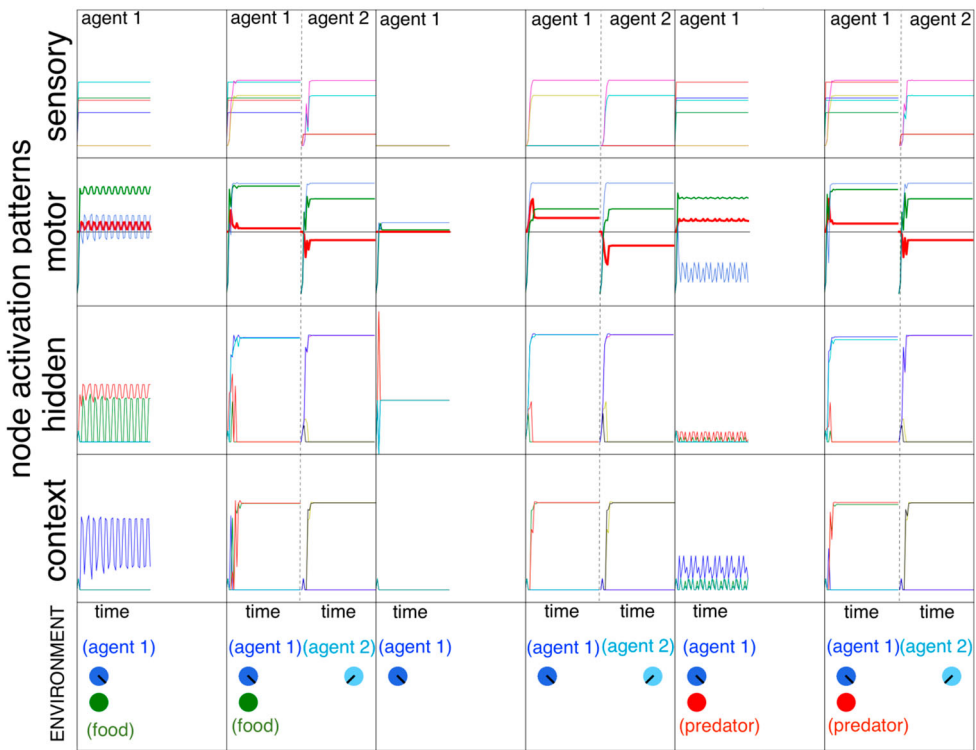 agent 1 agent 1 agent 2 agent 1 agent 1 agent 2 agent 1 agent 1 agent 2
node activation patterns
sensory
motor
hidden
context
time time time time time time time time time
ENVIRONMENT
(agent 1) (agent 1) (agent 2) (agent 1) (agent 1) (agent 2) (agent 1) (agent 1) (agent 2)
(food) (food) (predator) (predator)